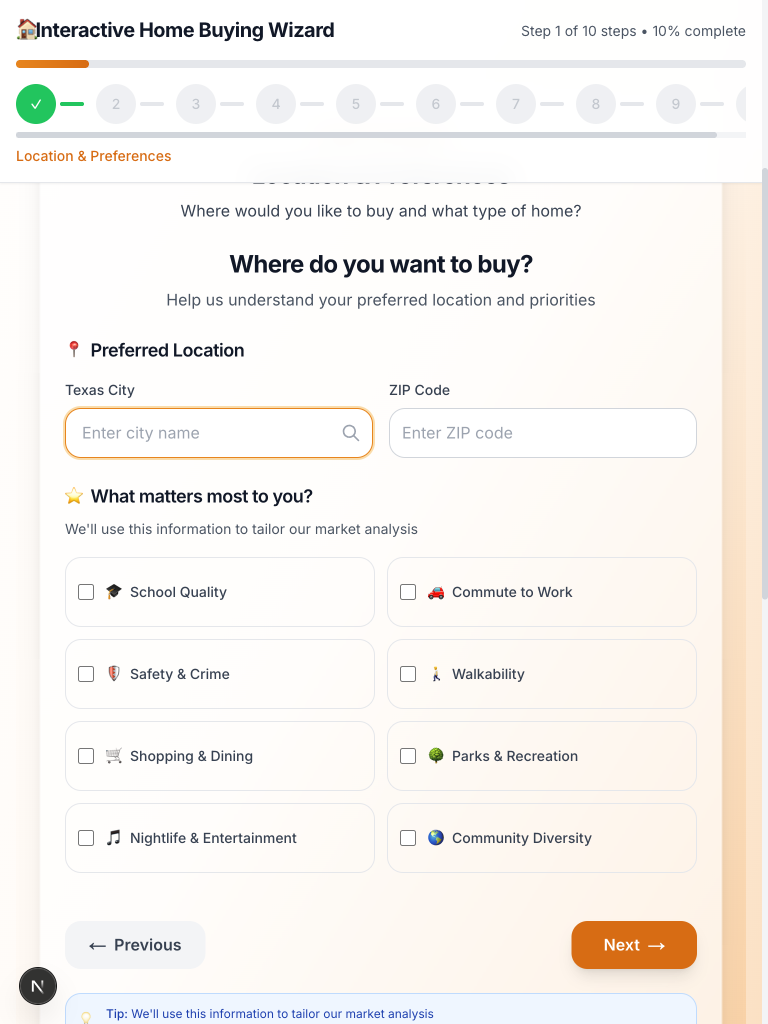 Interactive Home Buying Wizard
Step 1 of 10 steps • 10% complete
2 3 4 5 6 7 8 9
Location & Preferences
Location & Preferences
Where would you like to buy and what type of home?
Where do you want to buy?
Help us understand your preferred location and priorities
Preferred Location
Texas City ZIP Code
Enter city name Enter ZIP code
What matters most to you?
We'll use this information to tailor our market analysis
School Quality Commute to Work
Safety & Crime Walkability
Shopping & Dining Parks & Recreation
Nightlife & Entertainment Community Diversity
← Previous Next →
N
Tip: We'll use this information to tailor our market analysis